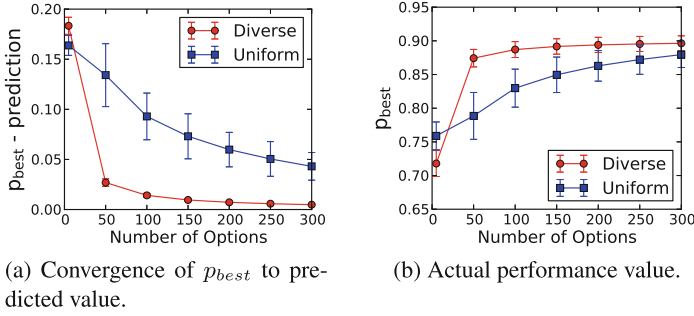 0.20
0.15
0.10
0.05
0.00
p_best - prediction
Diverse
Uniform
0 50 100 150 200 250 300
Number of Options
(a) Convergence of p_best to pre-
dicted value.
0.95
0.90
0.85
0.80
0.75
0.70
0.65
p_best
Diverse
Uniform
0 50 100 150 200 250 300
Number of Options
(b) Actual performance value.